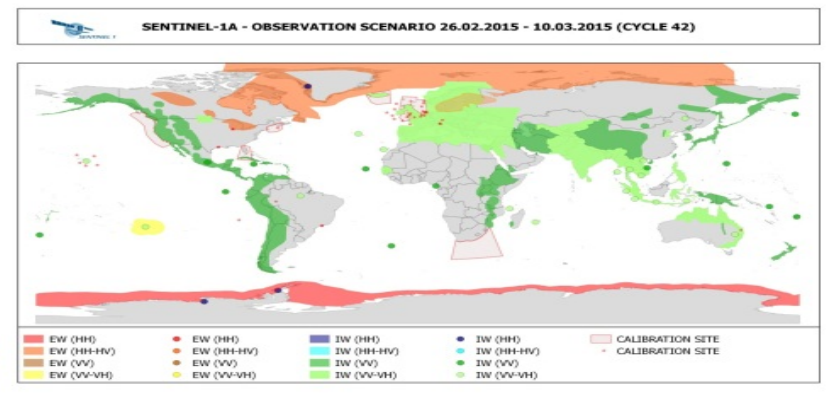 SENTINEL-1
SENTINEL-1A - OBSERVATION SCENARIO 26.02.2015 - 10.03.2015 (CYCLE 42)
EW (HH) EW (HH) IW (HH) IW (HH) CALIBRATION SITE
EW (HH-HV) EW (HH-HV) IW (HH-HV) IW (HH-HV) CALIBRATION SITE
EW (VV) EW (VV) IW (VV) IW (VV)
EW (VV-VH) EW (VV-VH) IW (VV-VH) IW (VV-VH)